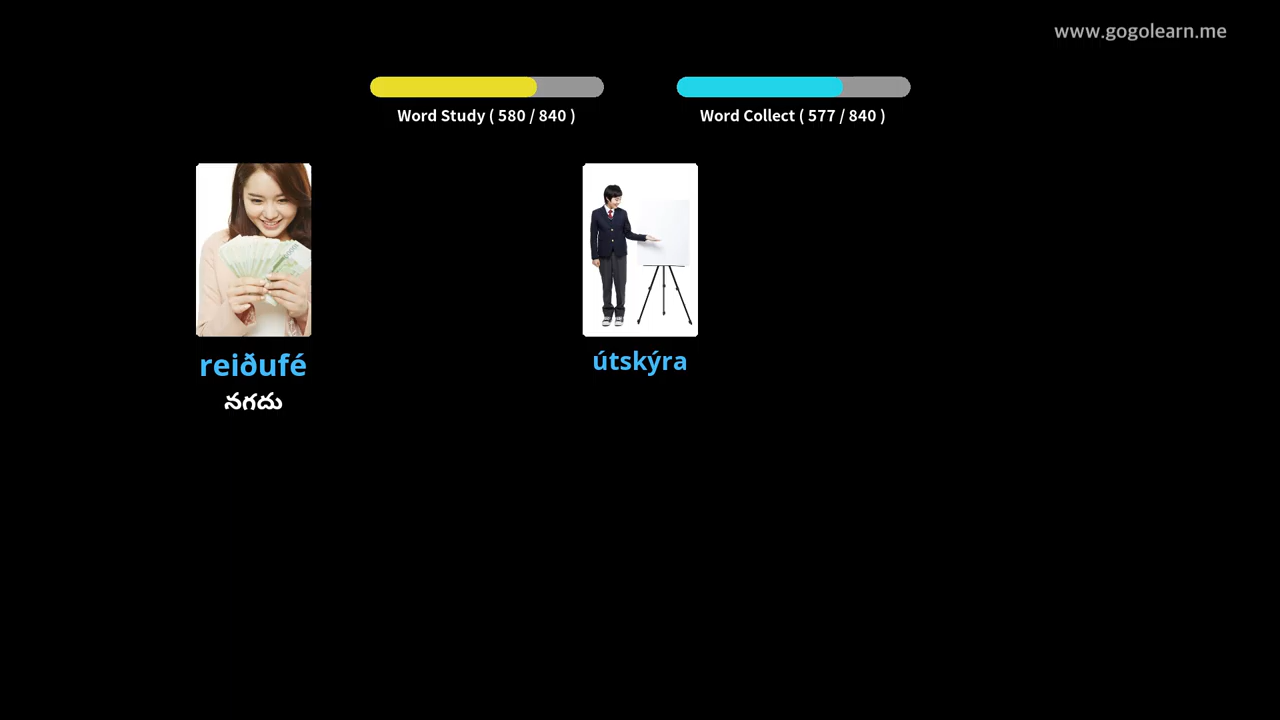 www.gogolearn.me
Word Study ( 580 / 840 )
Word Collect ( 577 / 840 )
reiðufé
నగదు
útskýra